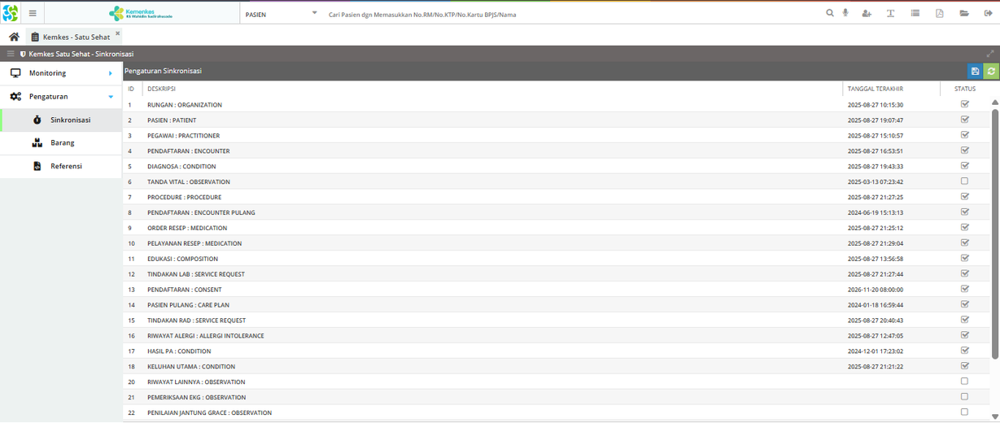 Kemenkes
RS Wahidin Sudirohusodo
PASIEN
Cari Pasien dgn Memasukkan No.RM/No.KTP/No.Kartu BPJS/Nama
Kemkes - Satu Sehat
Kemkes Satu Sehat - Sinkronisasi
Monitoring
Pengaturan
Sinkronisasi
Barang
Referensi
Pengaturan Sinkronisasi
ID DESKRIPSI TANGGAL TERAKHIR STATUS
1 RUNGAN : ORGANIZATION 2025-08-27 10:15:30
2 PASIEN : PATIENT 2025-08-27 19:07:47
3 PEGAWAI : PRACTITIONER 2025-08-27 15:10:57
4 PENDAFTARAN : ENCOUNTER 2025-08-27 16:53:51
5 DIAGNOSA : CONDITION 2025-08-27 19:43:33
6 TANDA VITAL : OBSERVATION 2025-03-13 07:23:42
7 PROCEDURE : PROCEDURE 2025-08-27 21:27:25
8 PENDAFTARAN : ENCOUNTER PULANG 2024-06-19 15:13:13
9 ORDER RESEP : MEDICATION 2025-08-27 21:25:12
10 PELAYANAN RESEP : MEDICATION 2025-08-27 21:29:04
11 EDUKASI : COMPOSITION 2025-08-27 13:56:58
12 TINDAKAN LAB : SERVICE REQUEST 2025-08-27 21:27:44
13 PENDAFTARAN : CONSENT 2026-11-20 08:00:00
14 PASIEN PULANG : CARE PLAN 2024-01-18 16:59:44
15 TINDAKAN RAD : SERVICE REQUEST 2025-08-27 20:40:43
16 RIWAYAT ALERGI : ALLERGI INTOLERANCE 2025-08-27 12:47:05
17 HASIL PA : CONDITION 2024-12-01 17:23:02
18 KELUHAN UTAMA : CONDITION 2025-08-27 21:21:22
20 RIWAYAT LAINNYA : OBSERVATION
21 PEMERIKSAAN EKG : OBSERVATION
22 PENILAIAN JANTUNG GRACE : OBSERVATION